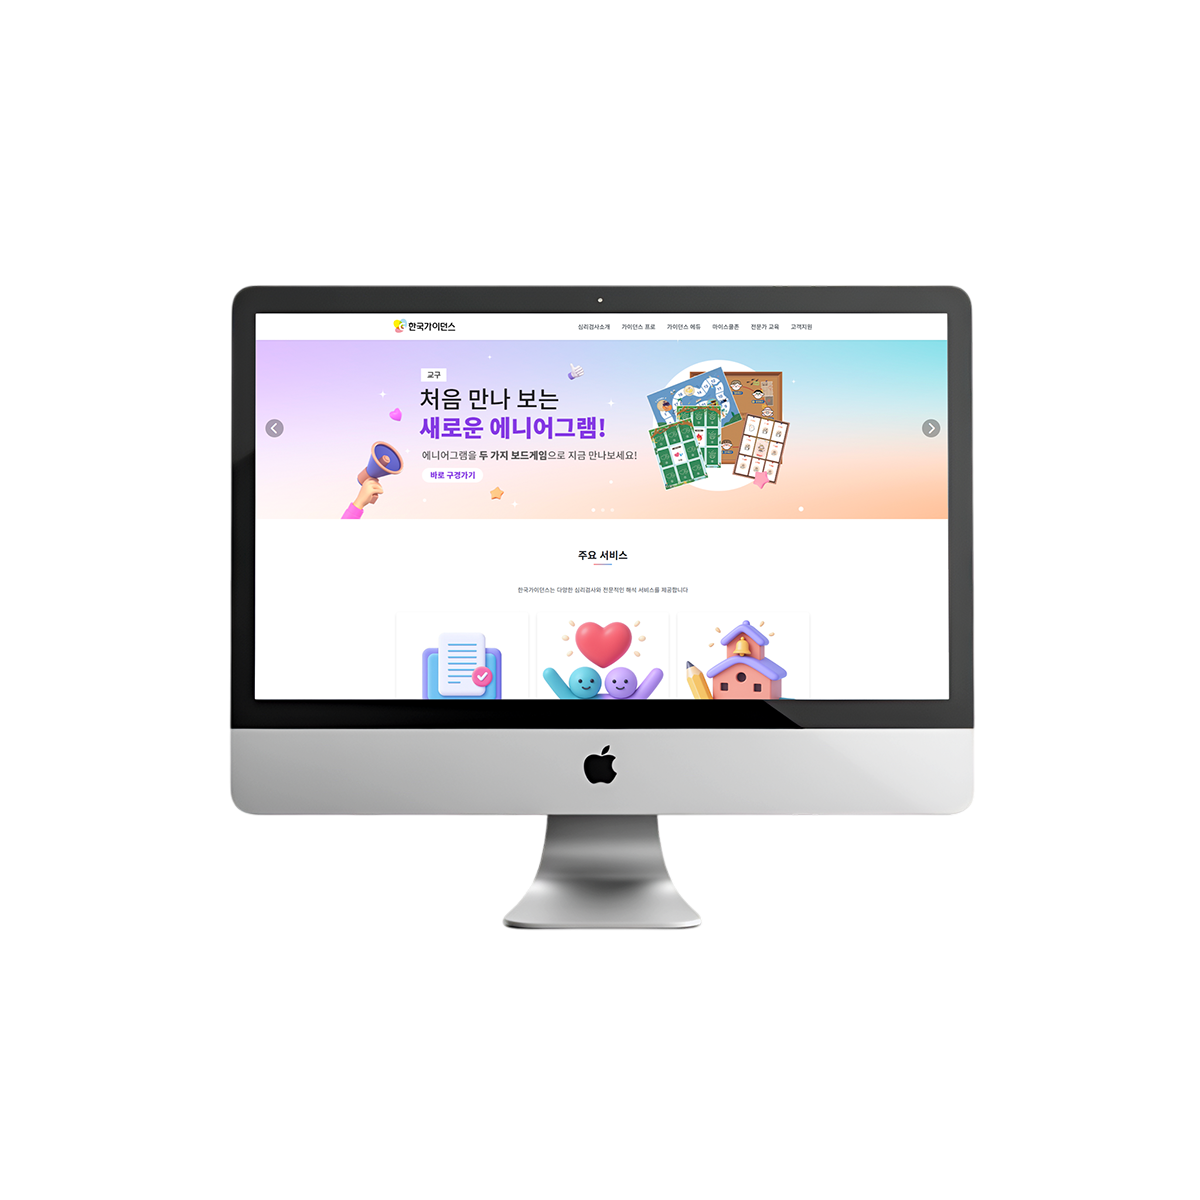 한국가이던스
심리검사소개 가이던스 프로 가이던스 에듀 마이스쿨존 전문가 교육 고객지원
교구
처음 만나 보는
새로운 에니어그램!
에니어그램을 두 가지 보드게임으로 지금 만나보세요!
바로 구경가기
주요 서비스
한국가이던스는 다양한 심리검사와 전문적인 해석 서비스를 제공합니다